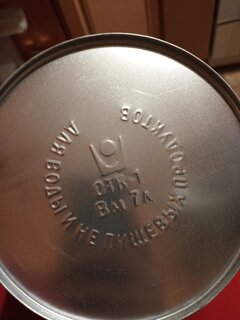 ДЛЯ ВОДЫ И НЕ ПИЩЕВЫХ ПРОДУКТОВ
ОТК-1
Вм 7л